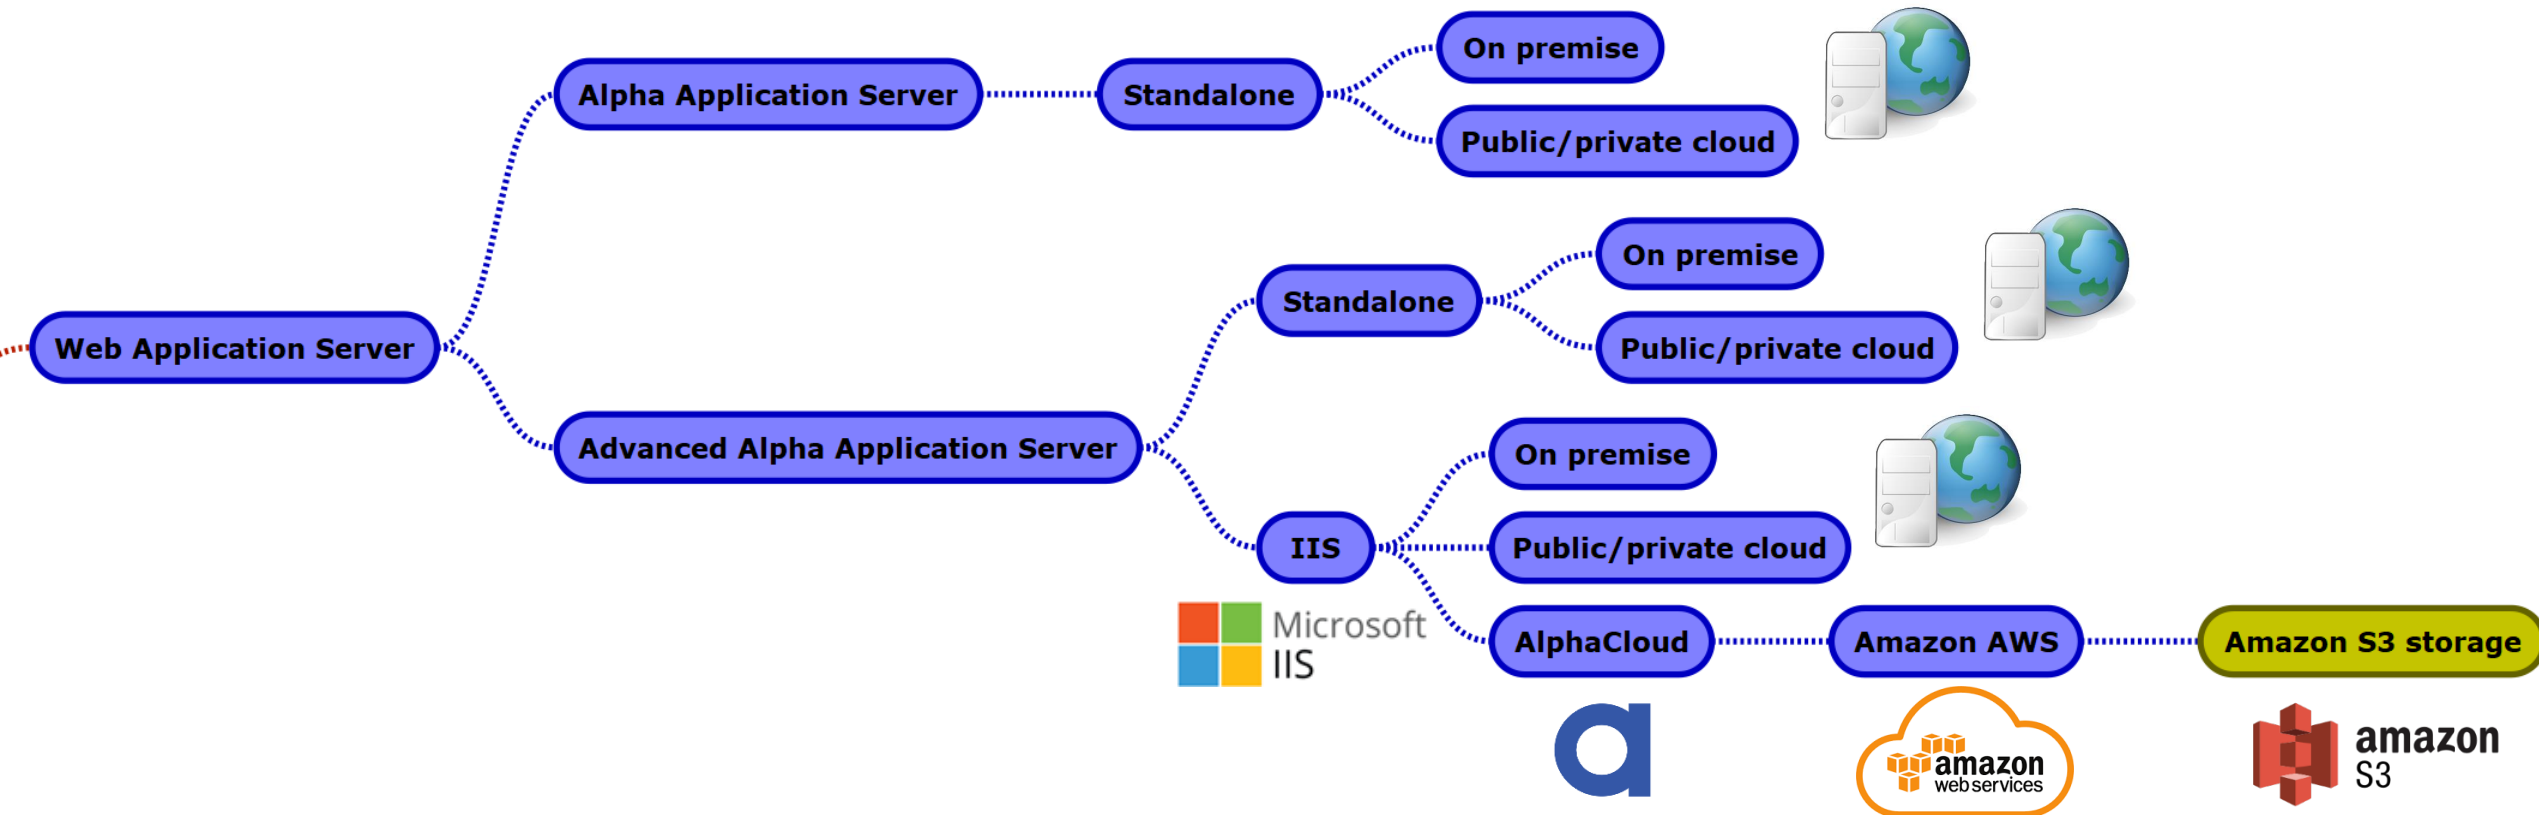 On premise
Alpha Application Server
Standalone
Public/private cloud
On premise
Standalone
Web Application Server
Public/private cloud
Advanced Alpha Application Server
On premise
IIS
Public/private cloud
Microsoft
IIS
AlphaCloud
Amazon AWS
Amazon S3 storage
a
amazon
web services
amazon
S3